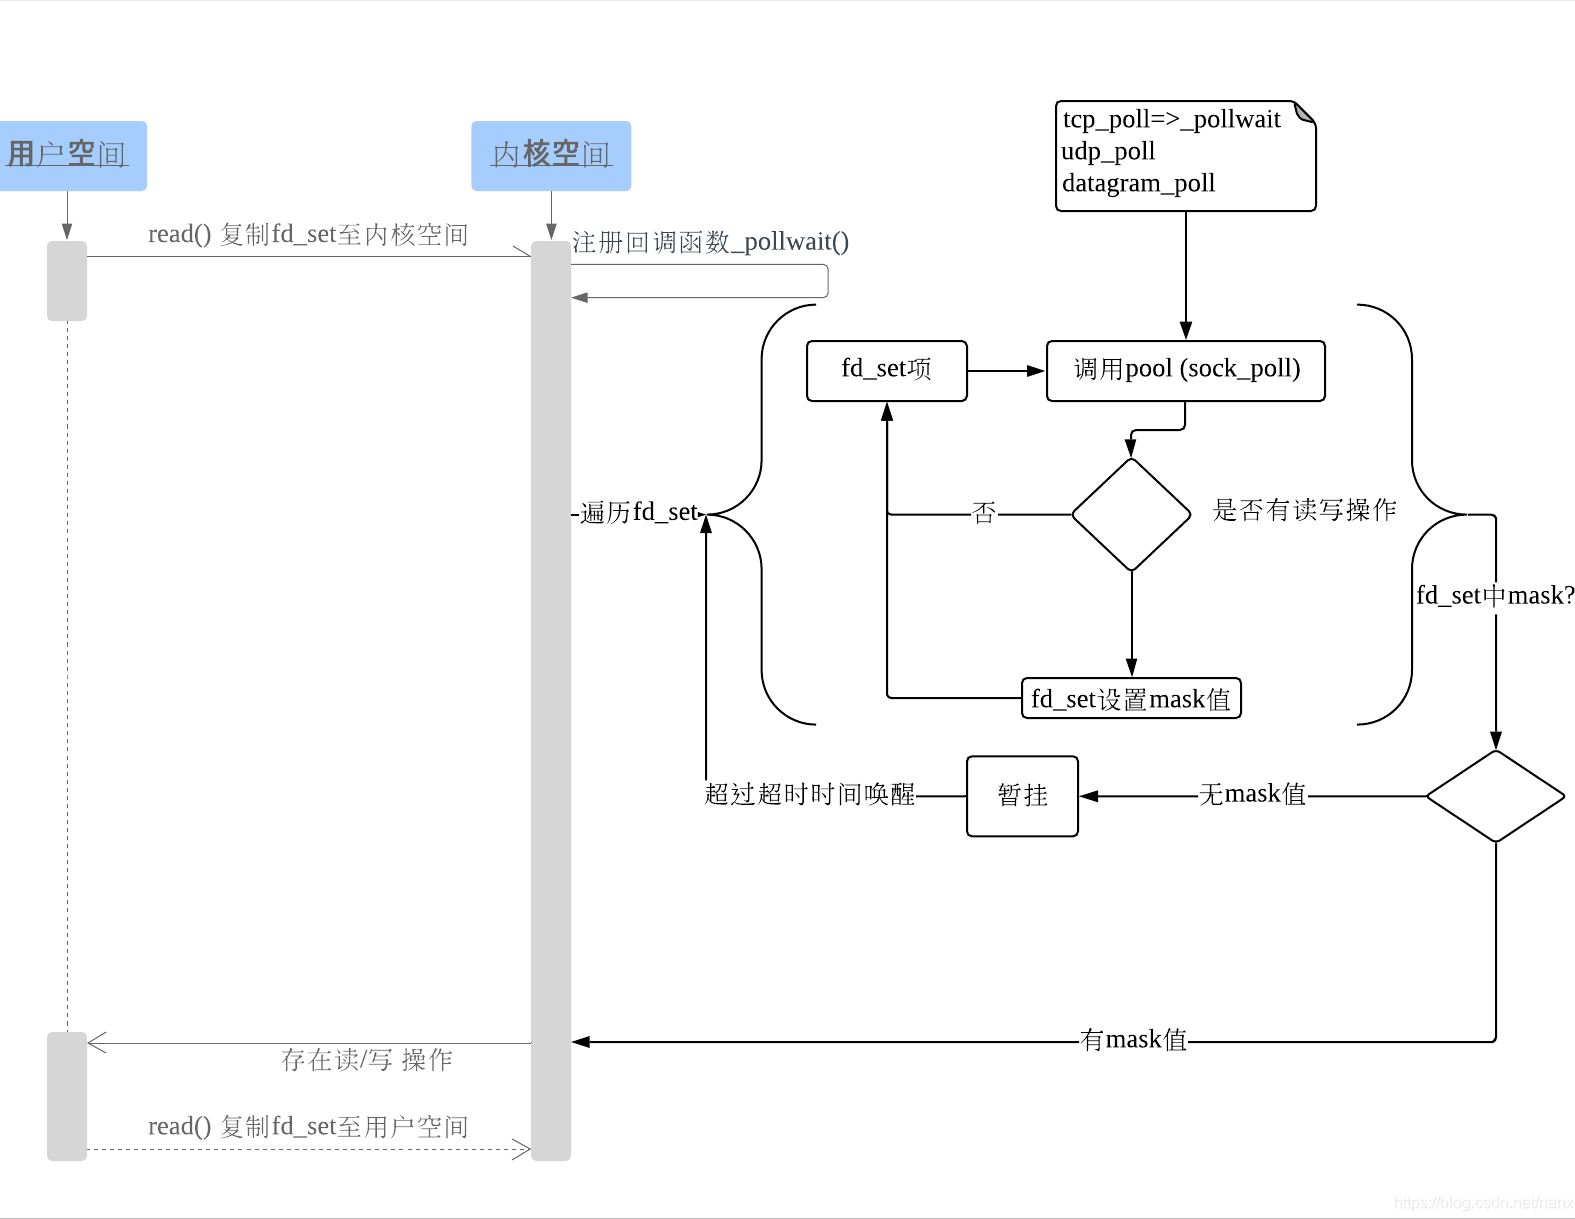 tcp_poll=>_pollwait
udp_poll
datagram_poll
用户空间
内核空间
read() 复制fd_set至内核空间
注册回调函数_pollwait()
fd_set项
调用pool (sock_poll)
遍历fd_set
否
是否有读写操作
fd_set中mask?
fd_set设置mask值
超过超时时间唤醒
暂挂
无mask值
有mask值
存在读/写 操作
read() 复制fd_set至用户空间
https://blog.csdn.net/nanx